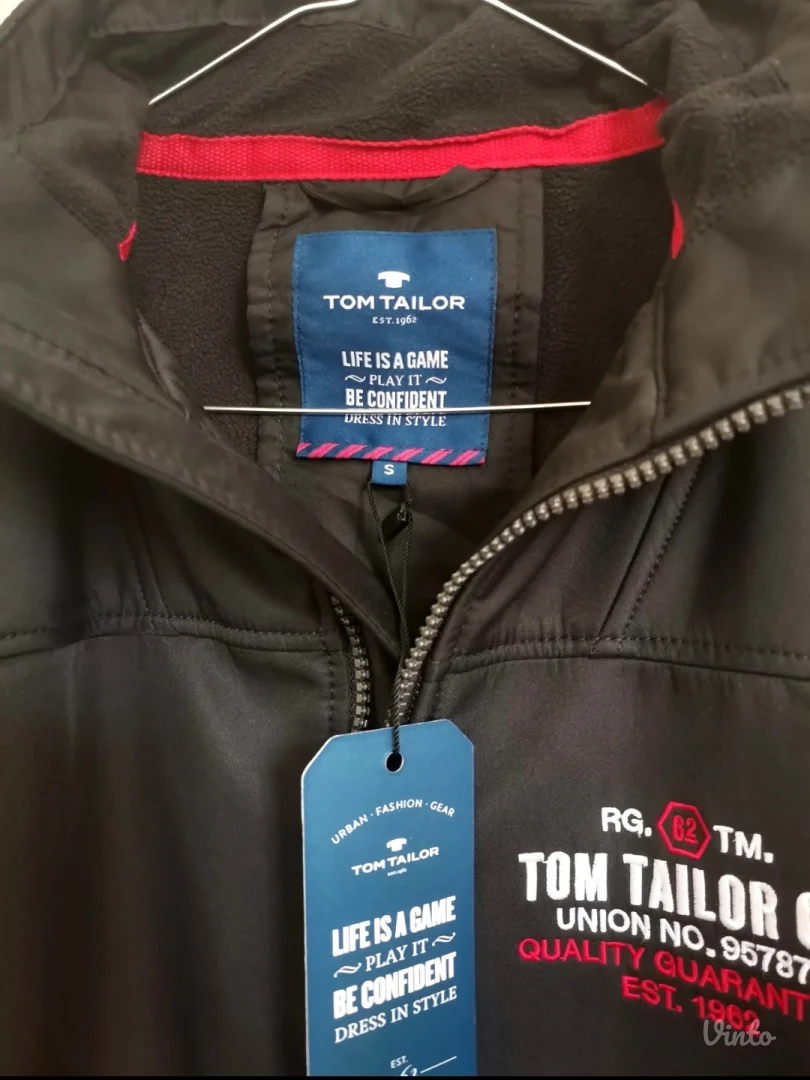 TOM TAILOR
EST. 1962
LIFE IS A GAME
PLAY IT
BE CONFIDENT
DRESS IN STYLE
S
URBAN · FASHION · GEAR
TOM TAILOR
LIFE IS A GAME
PLAY IT
BE CONFIDENT
DRESS IN STYLE
EST.
RG. 62 TM.
TOM TAILOR
UNION NO. 95787
QUALITY GUARANT
EST. 1962
Vinto